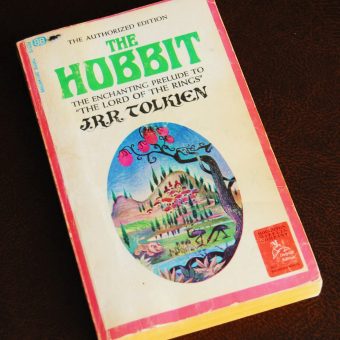 THE AUTHORIZED EDITION
THE
HOBBIT
THE ENCHANTING PRELUDE TO
"THE LORD OF THE RINGS"
J.R.R. TOLKIEN